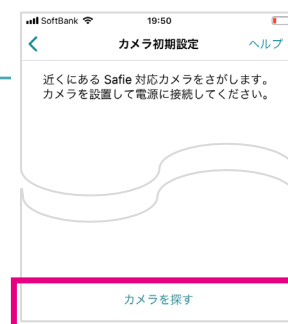 SoftBank 19:50
カメラ初期設定 ヘルプ
近くにある Safie 対応カメラをさがします。
カメラを設置して電源に接続してください。
カメラを探す